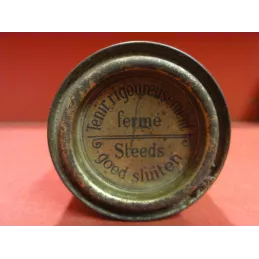 Tenir rigoureusement
fermé
Steeds
goed sluiten